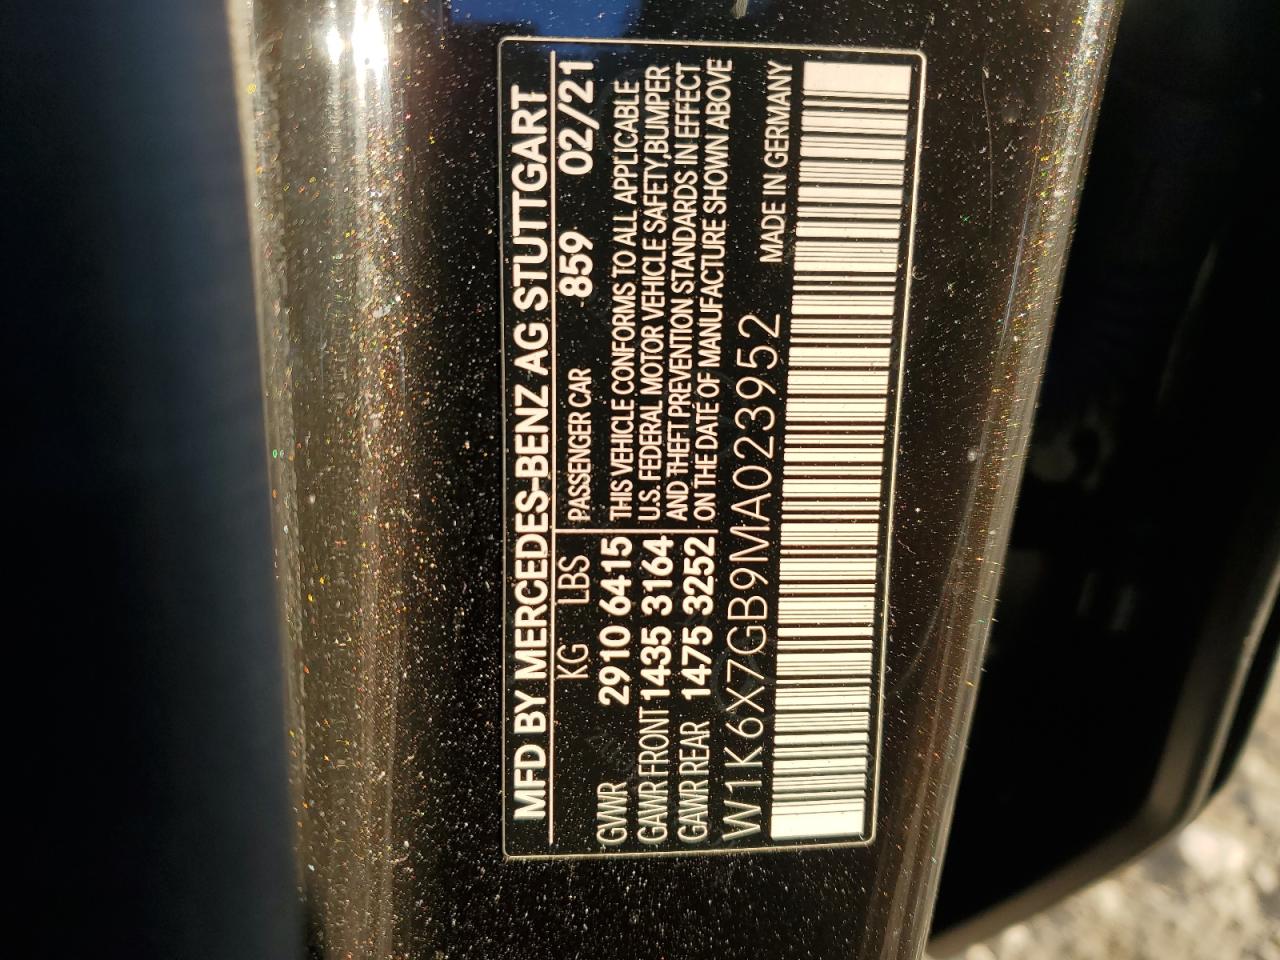 MFD BY MERCEDES-BENZ AG STUTTGART
KG LBS
GVWR 2910 6415
GAWR FRONT 1435 3164
GAWR REAR 1475 3252
PASSENGER CAR 859 02/21
THIS VEHICLE CONFORMS TO ALL APPLICABLE
U.S. FEDERAL MOTOR VEHICLE SAFETY,BUMPER
AND THEFT PREVENTION STANDARDS IN EFFECT
ON THE DATE OF MANUFACTURE SHOWN ABOVE
W1K6X7GB9MA023952 MADE IN GERMANY